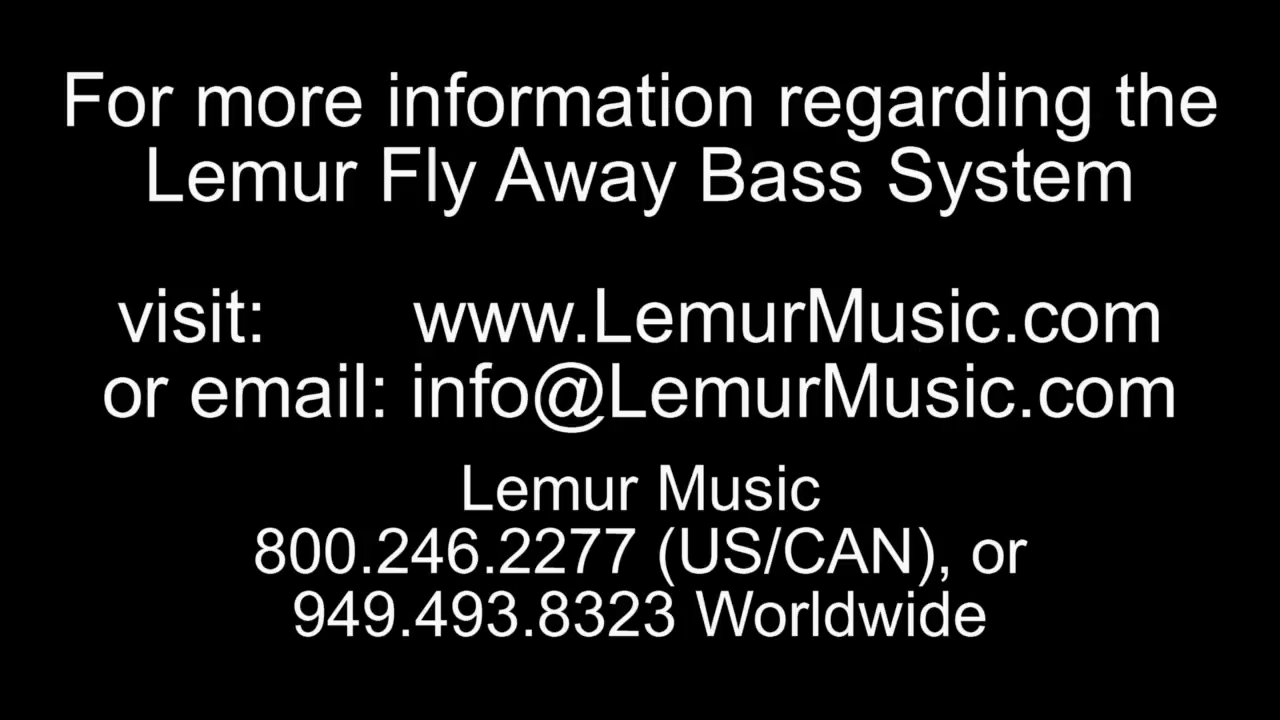 For more information regarding the
Lemur Fly Away Bass System
visit: www.LemurMusic.com
or email: info@LemurMusic.com
Lemur Music
800.246.2277 (US/CAN), or
949.493.8323 Worldwide